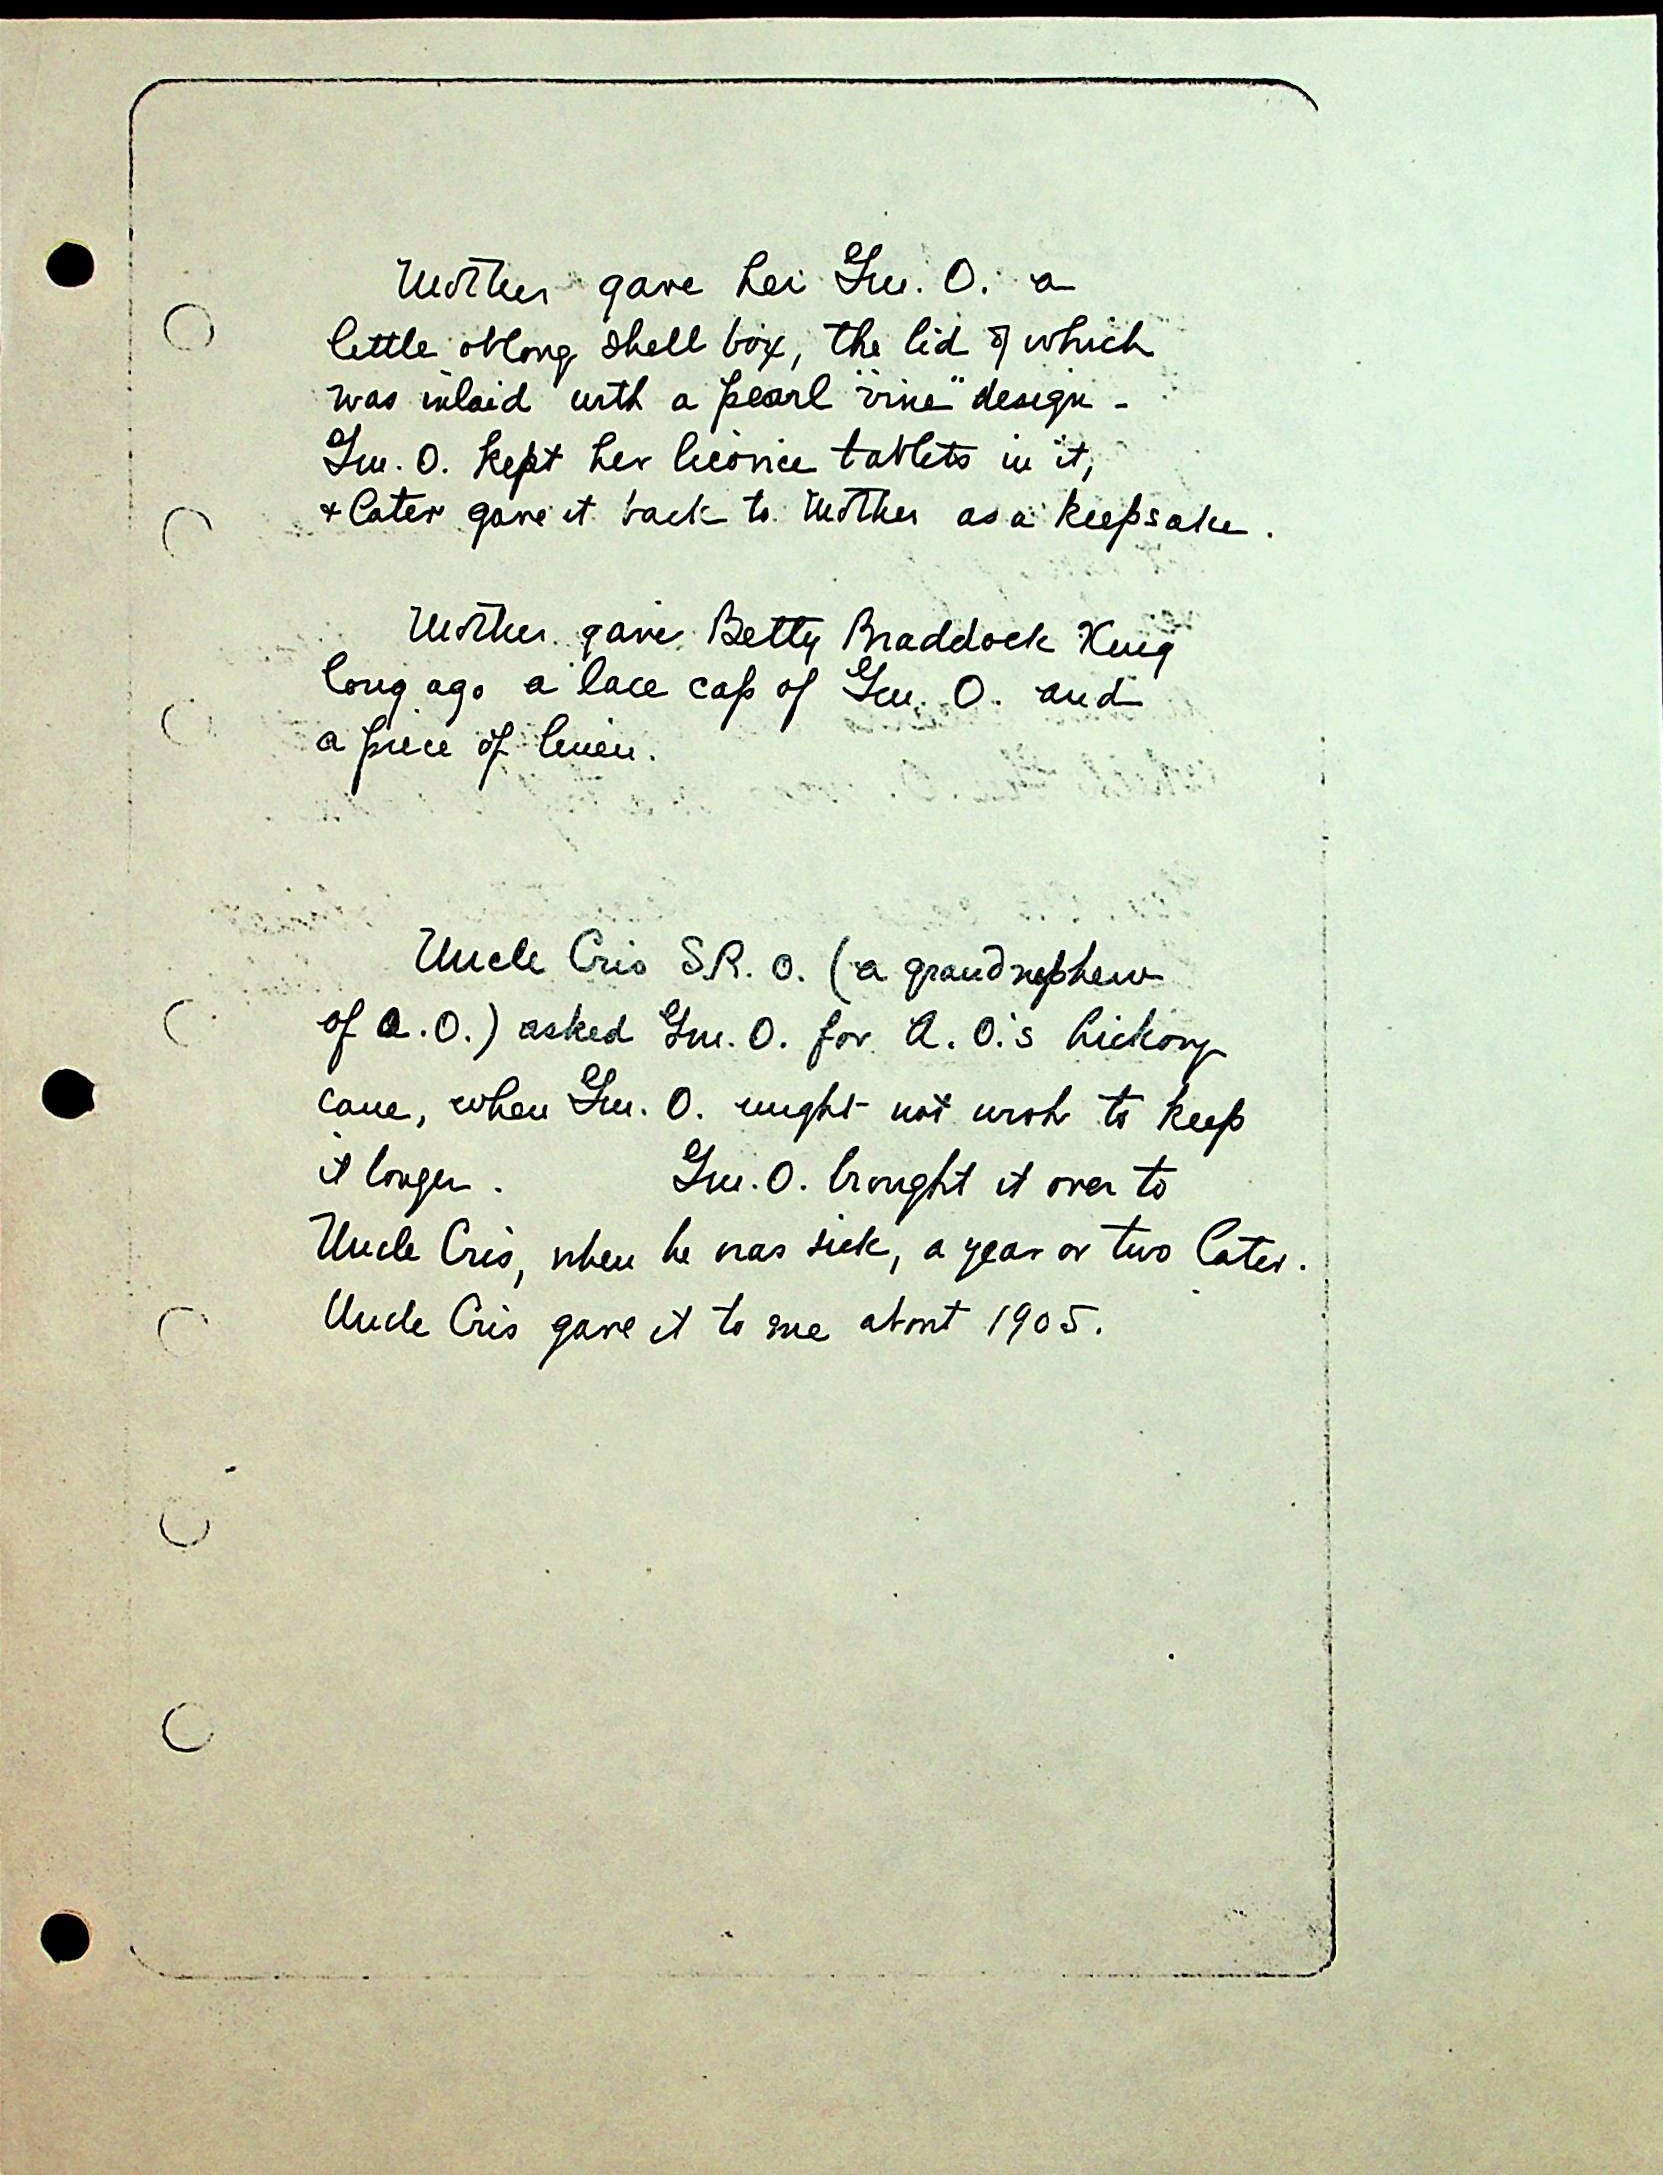 Mother gave her Gm. O. a
little oblong shell box, the lid of which
was inlaid with a pearl "vine" design -
Gm. O. kept her licorice tablets in it,
& later gave it back to Mother as a keepsake.
Mother gave Betty Braddock King
long ago a lace cap of Gm. O. and
a piece of linen.
Uncle Cris S.R.O. (a grandnephew
of A.O.) asked Gm. O. for A. O.'s hickory
cane, when Gm. O. might not wish to keep
it longer. Gm. O. brought it over to
Uncle Cris, when he was sick, a year or two later.
Uncle Cris gave it to me about 1905.